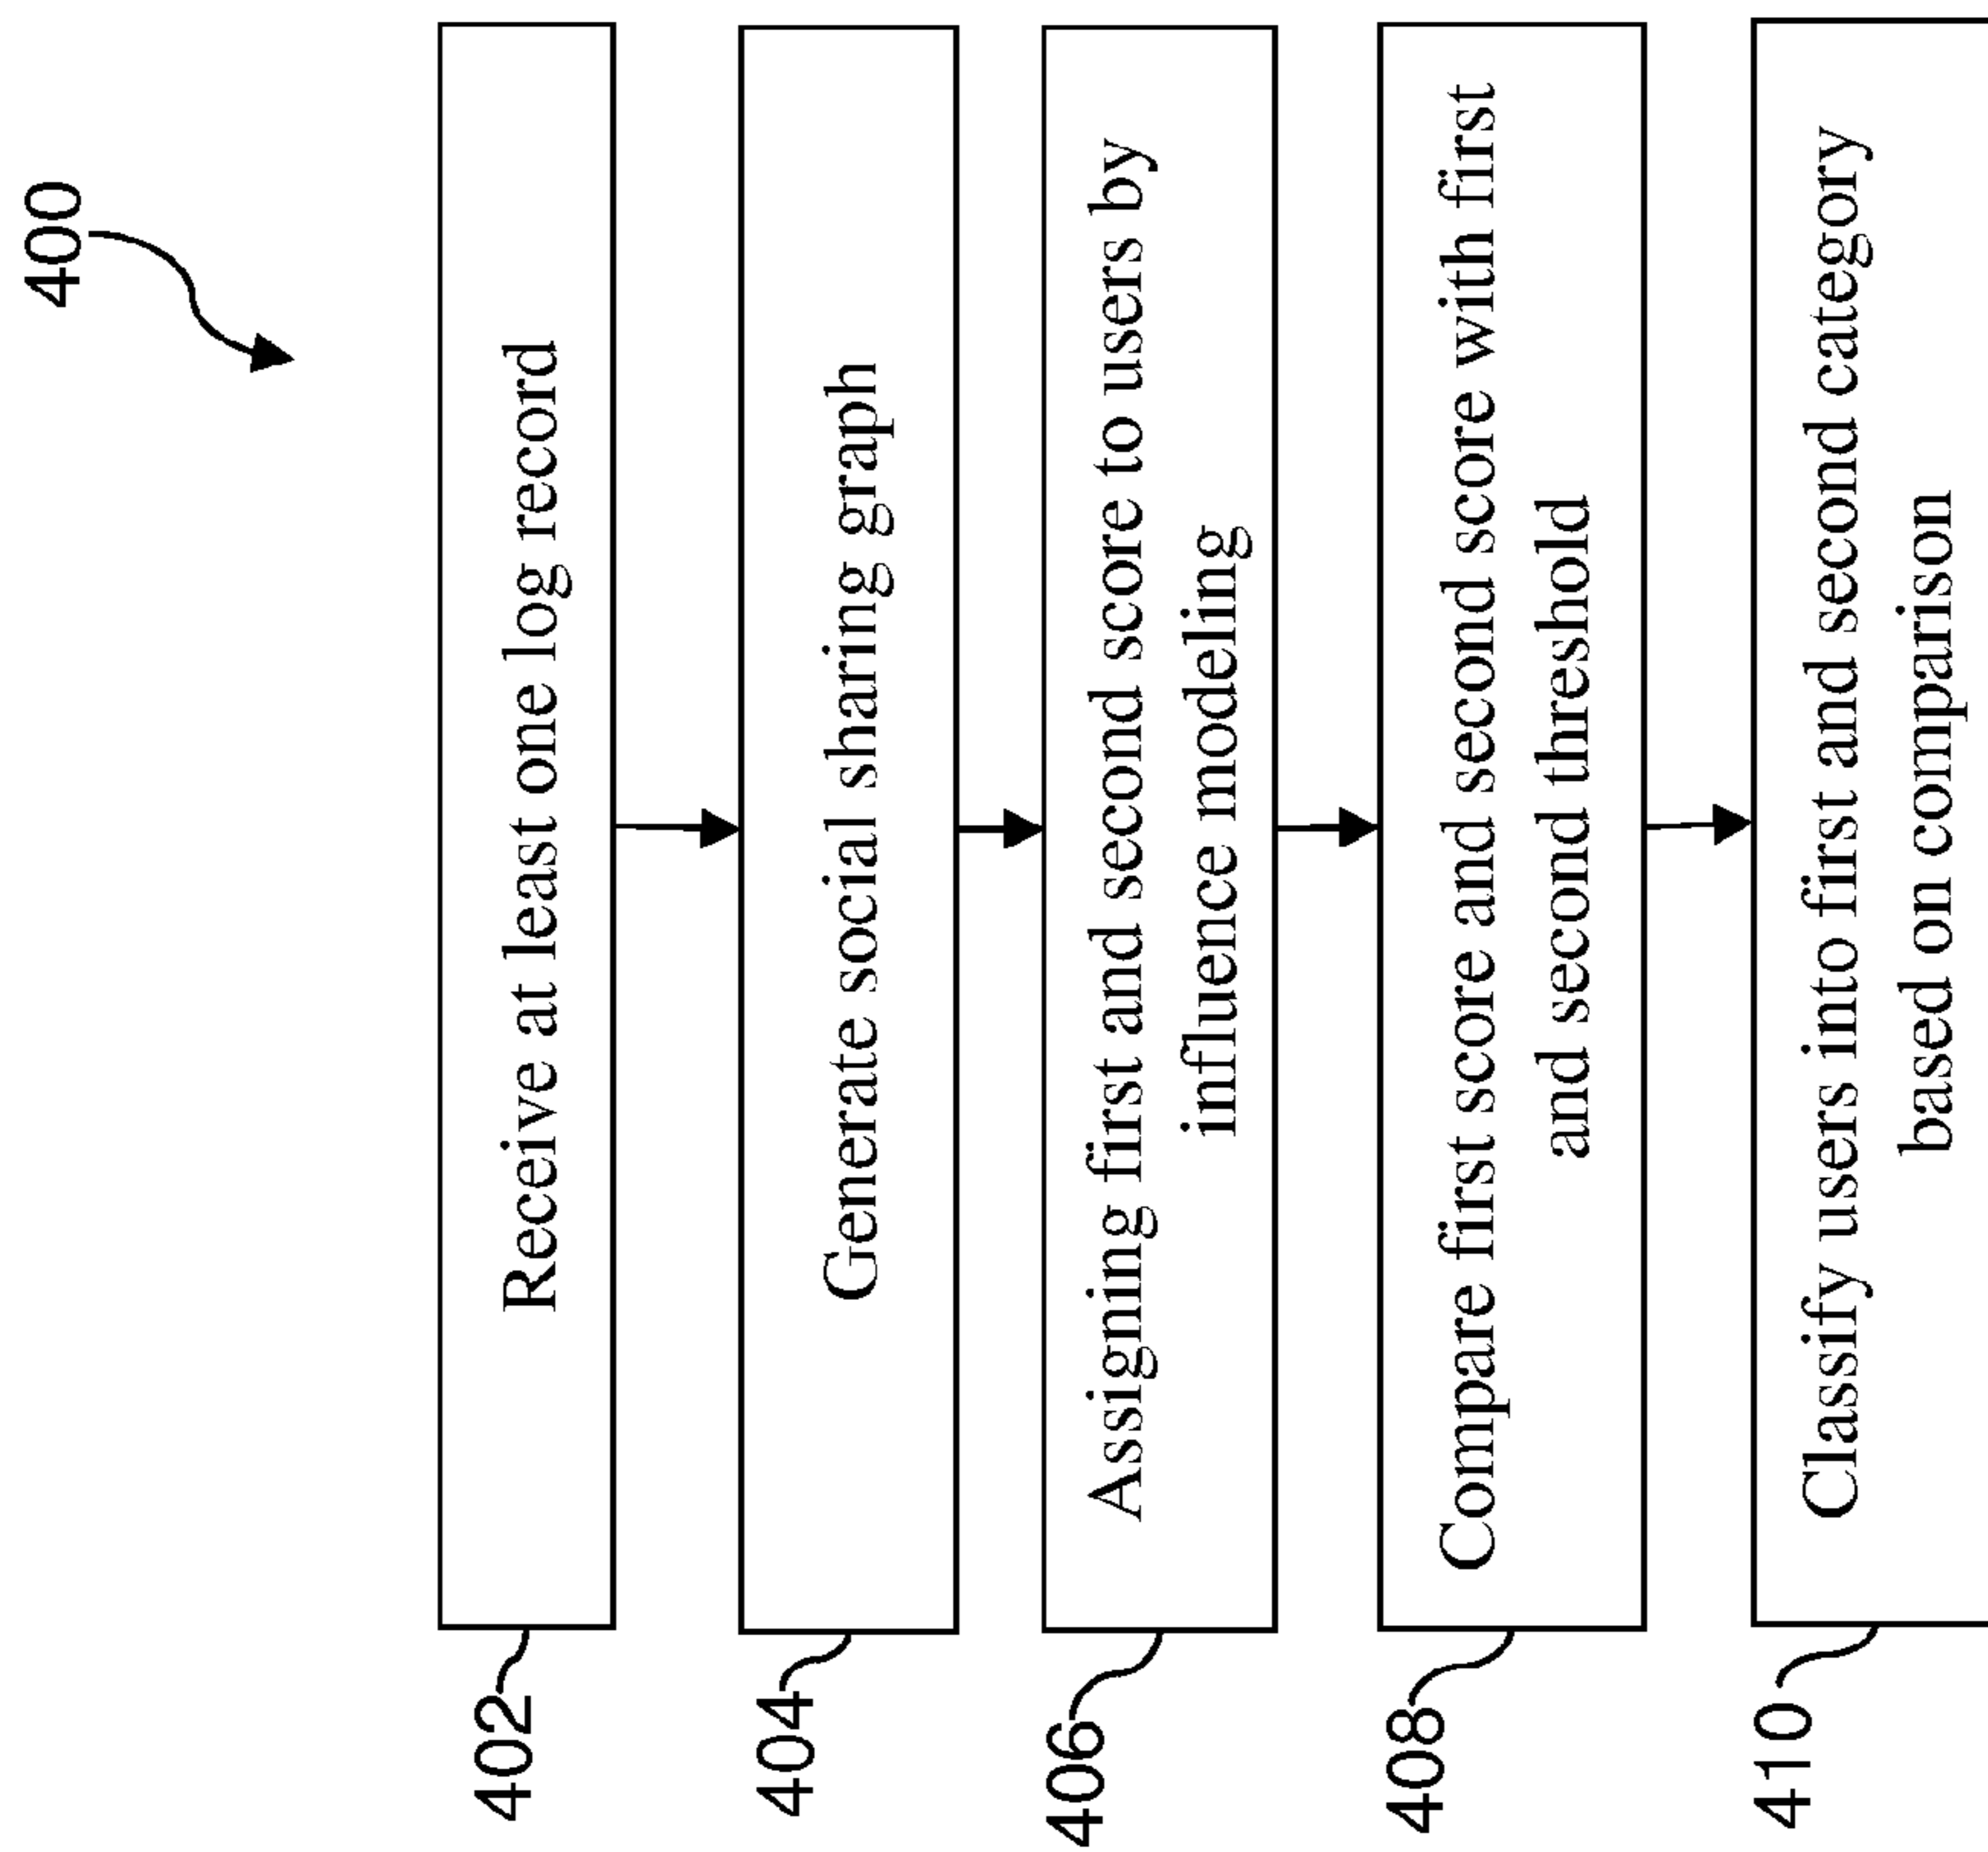 400
402
Receive at least one log record
404
Generate social sharing graph
406
Assigning first and second score to users by
influence modeling
408
Compare first score and second score with first
and second threshold
410
Classify users into first and second category
based on comparison